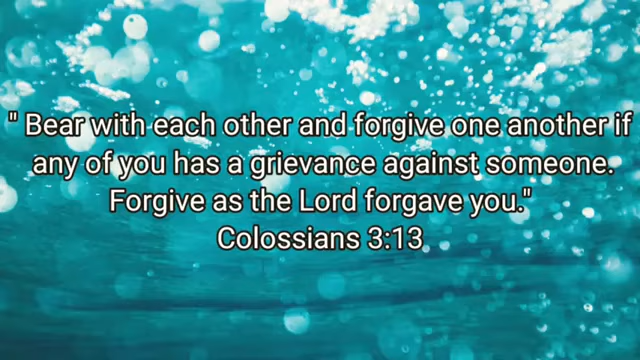 " Bear with each other and forgive one another if
any of you has a grievance against someone.
Forgive as the Lord forgave you."
Colossians 3:13